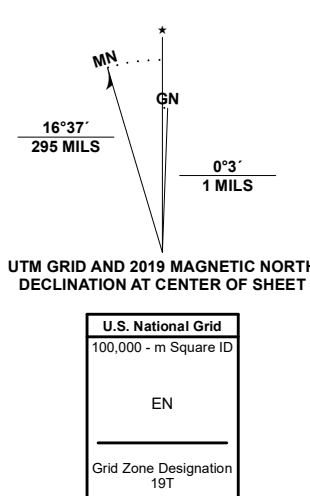 ★
MN
GN
16°37´
295 MILS
0°3´
1 MILS
UTM GRID AND 2019 MAGNETIC NORTH
DECLINATION AT CENTER OF SHEET
U.S. National Grid
100,000 - m Square ID
EN
Grid Zone Designation
19T